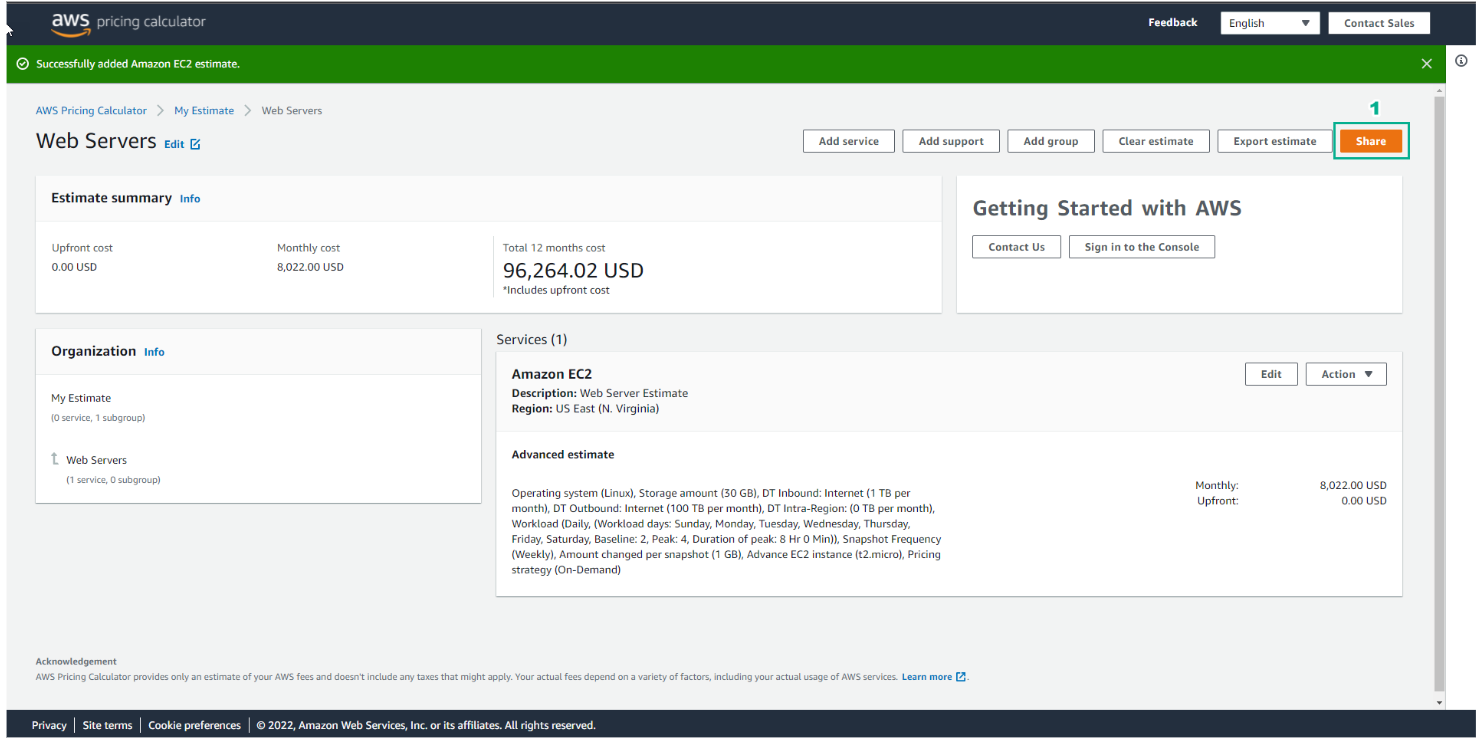 aws pricing calculator
Feedback
English
Contact Sales
Successfully added Amazon EC2 estimate.
AWS Pricing Calculator
My Estimate
Web Servers
1
Web Servers
Edit
Add service
Add support
Add group
Clear estimate
Export estimate
Share
Estimate summary Info
Upfront cost
0.00 USD
Monthly cost
8,022.00 USD
Total 12 months cost
96,264.02 USD
*Includes upfront cost
Getting Started with AWS
Contact Us
Sign in to the Console
Organization Info
My Estimate
(0 service, 1 subgroup)
Web Servers
(1 service, 0 subgroup)
Services (1)
Amazon EC2
Description: Web Server Estimate
Region: US East (N. Virginia)
Edit
Action
Advanced estimate
Operating system (Linux), Storage amount (30 GB), DT Inbound: Internet (1 TB per
month), DT Outbound: Internet (100 TB per month), DT Intra-Region: (0 TB per month),
Workload (Daily, (Workload days: Sunday, Monday, Tuesday, Wednesday, Thursday,
Friday, Saturday, Baseline: 2, Peak: 4, Duration of peak: 8 Hr 0 Min)), Snapshot Frequency
(Weekly), Amount changed per snapshot (1 GB), Advance EC2 instance (t2.micro), Pricing
strategy (On-Demand)
Monthly: 8,022.00 USD
Upfront: 0.00 USD
Acknowledgement
AWS Pricing Calculator provides only an estimate of your AWS fees and doesn't include any taxes that might apply. Your actual fees depend on a variety of factors, including your actual usage of AWS services. Learn more.
Privacy
Site terms
Cookie preferences
© 2022, Amazon Web Services, Inc. or its affiliates. All rights reserved.